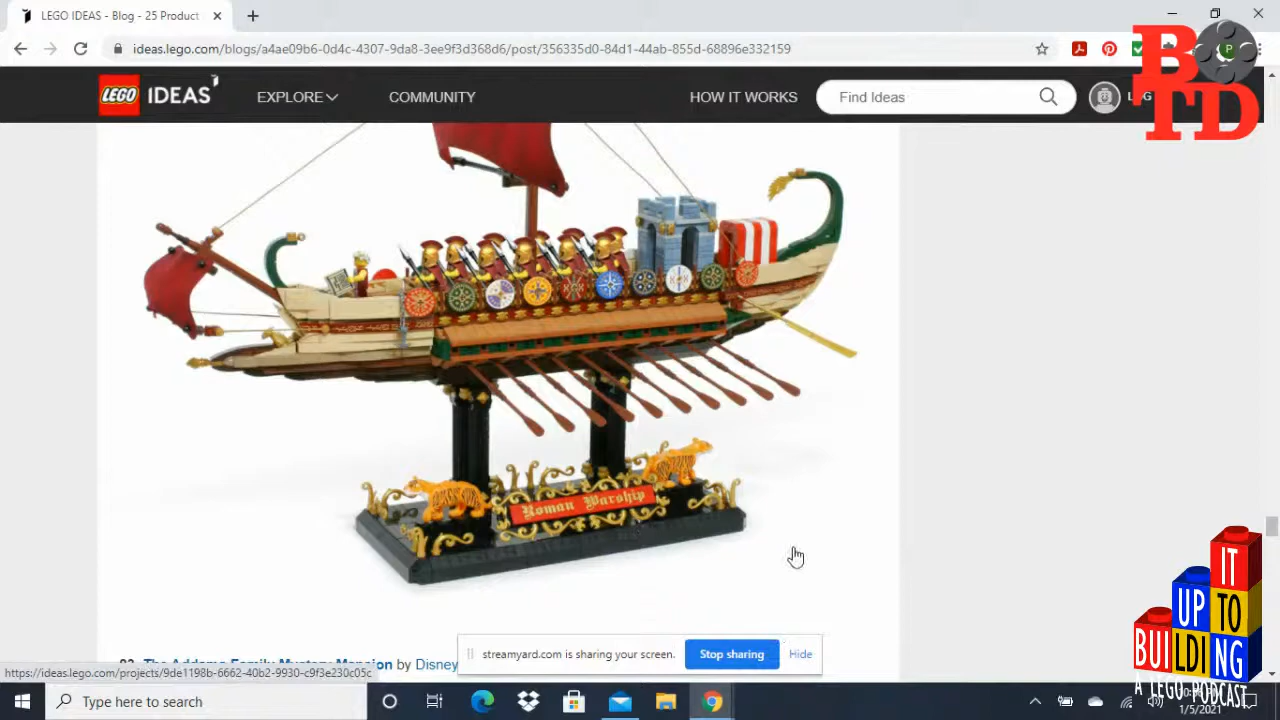 LEGO IDEAS - Blog - 25 Product
ideas.lego.com/blogs/a4ae09b6-0d4c-4307-9da8-3ee9f3d368d6/post/356335d0-84d1-44ab-855d-68896e332159
B
TD
LEGO IDEAS EXPLORE COMMUNITY HOW IT WORKS Find Ideas
Roman Warship
The Addams Family Mystery Mansion by Disney
streamyard.com is sharing your screen. Stop sharing Hide
https://ideas.lego.com/projects/9de1198b-6662-40b2-9930-c9f3e230c05c
IT
UP TO
BUILDING
A LEGO PODCAST
Type here to search
1/5/2021